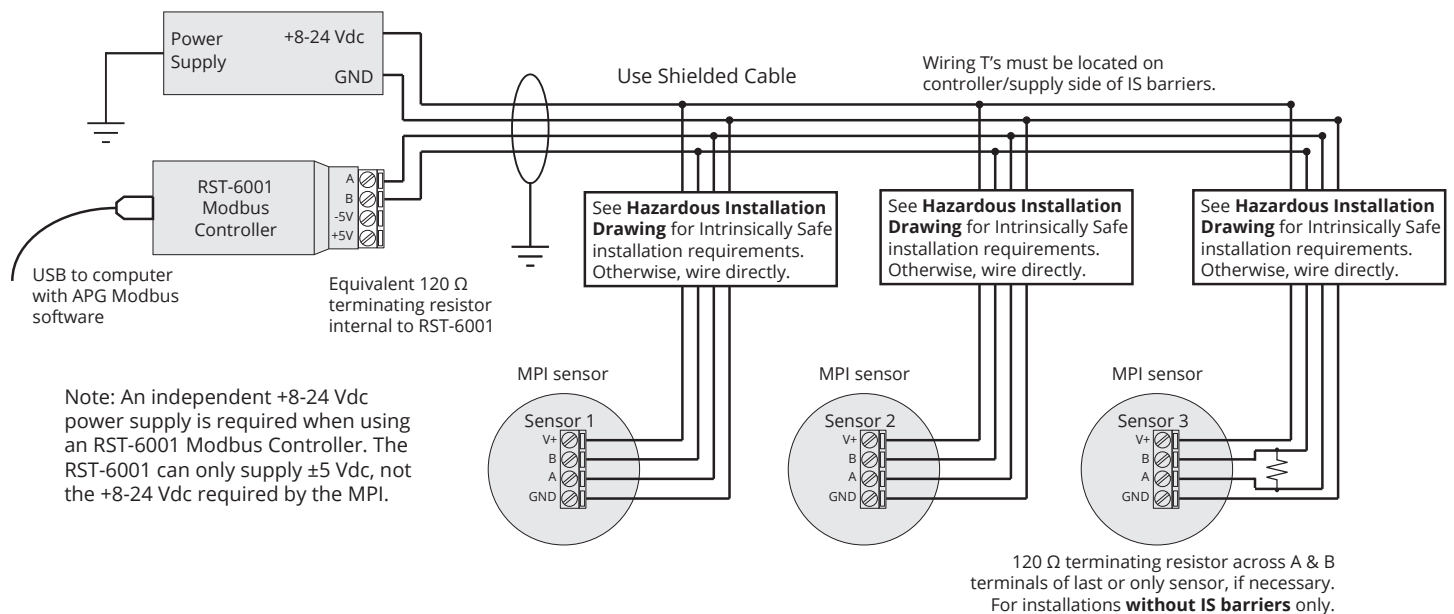 Power
Supply
+8-24 Vdc
GND
Use Shielded Cable
Wiring T's must be located on
controller/supply side of IS barriers.
RST-6001
Modbus
Controller
A
B
-5V
+5V
USB to computer
with APG Modbus
software
Equivalent 120 Ω
terminating resistor
internal to RST-6001
See Hazardous Installation
Drawing for Intrinsically Safe
installation requirements.
Otherwise, wire directly.
See Hazardous Installation
Drawing for Intrinsically Safe
installation requirements.
Otherwise, wire directly.
See Hazardous Installation
Drawing for Intrinsically Safe
installation requirements.
Otherwise, wire directly.
Note: An independent +8-24 Vdc
power supply is required when using
an RST-6001 Modbus Controller. The
RST-6001 can only supply ±5 Vdc, not
the +8-24 Vdc required by the MPI.
MPI sensor
Sensor 1
V+
B
A
GND
MPI sensor
Sensor 2
V+
B
A
GND
MPI sensor
Sensor 3
V+
B
A
GND
120 Ω terminating resistor across A & B
terminals of last or only sensor, if necessary.
For installations without IS barriers only.